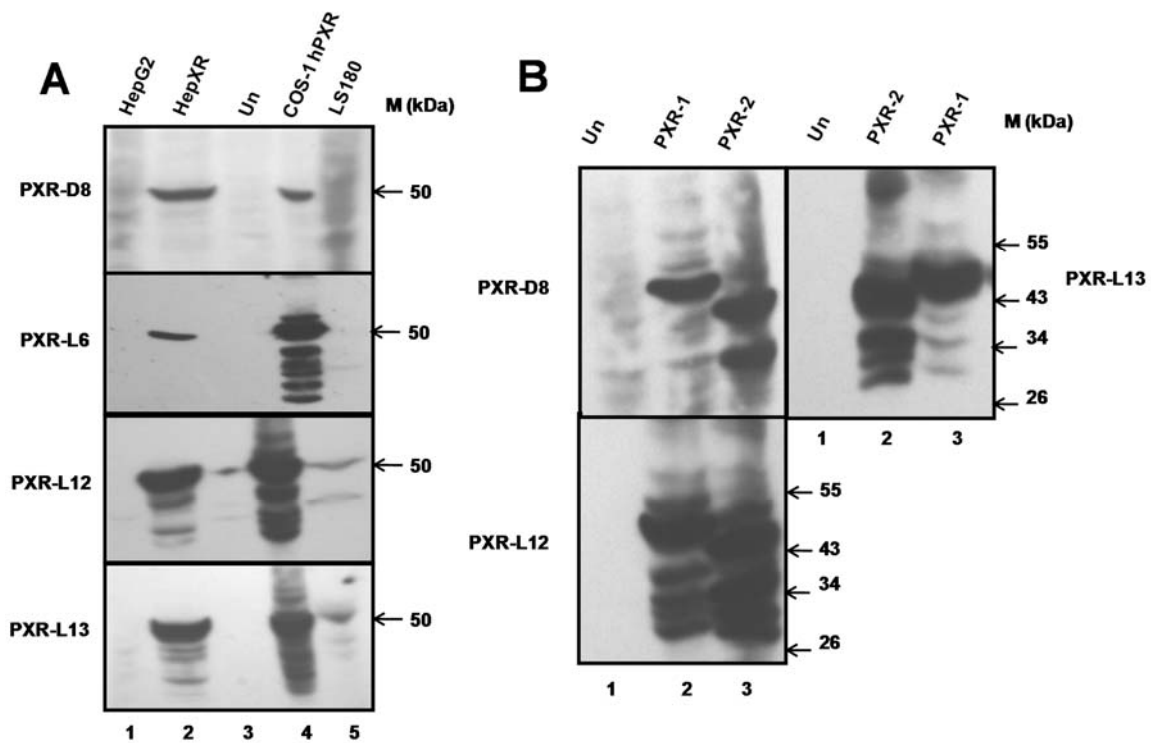 A
HepG2
HepXR
Un
COS-1 hPXR
LS180
M (kDa)
PXR-D8
50
PXR-L6
50
PXR-L12
50
PXR-L13
50
1 2 3 4 5
B
Un
PXR-1
PXR-2
Un
PXR-2
PXR-1
M (kDa)
PXR-D8
55
43
34
26
PXR-L13
1 2 3
PXR-L12
55
43
34
26
1 2 3